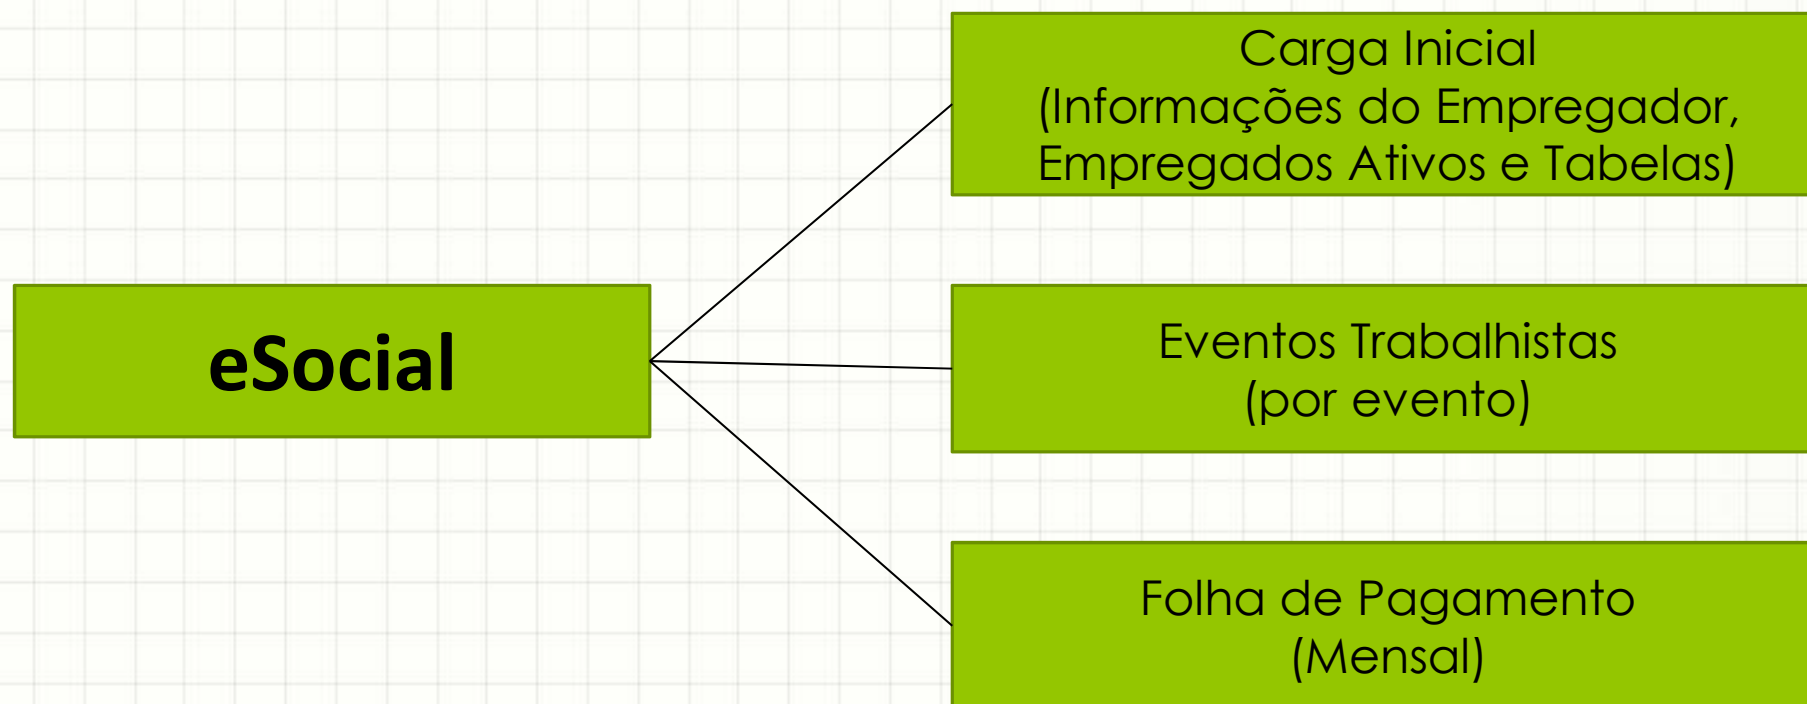 eSocial
Carga Inicial
(Informações do Empregador,
Empregados Ativos e Tabelas)
Eventos Trabalhistas
(por evento)
Folha de Pagamento
(Mensal)